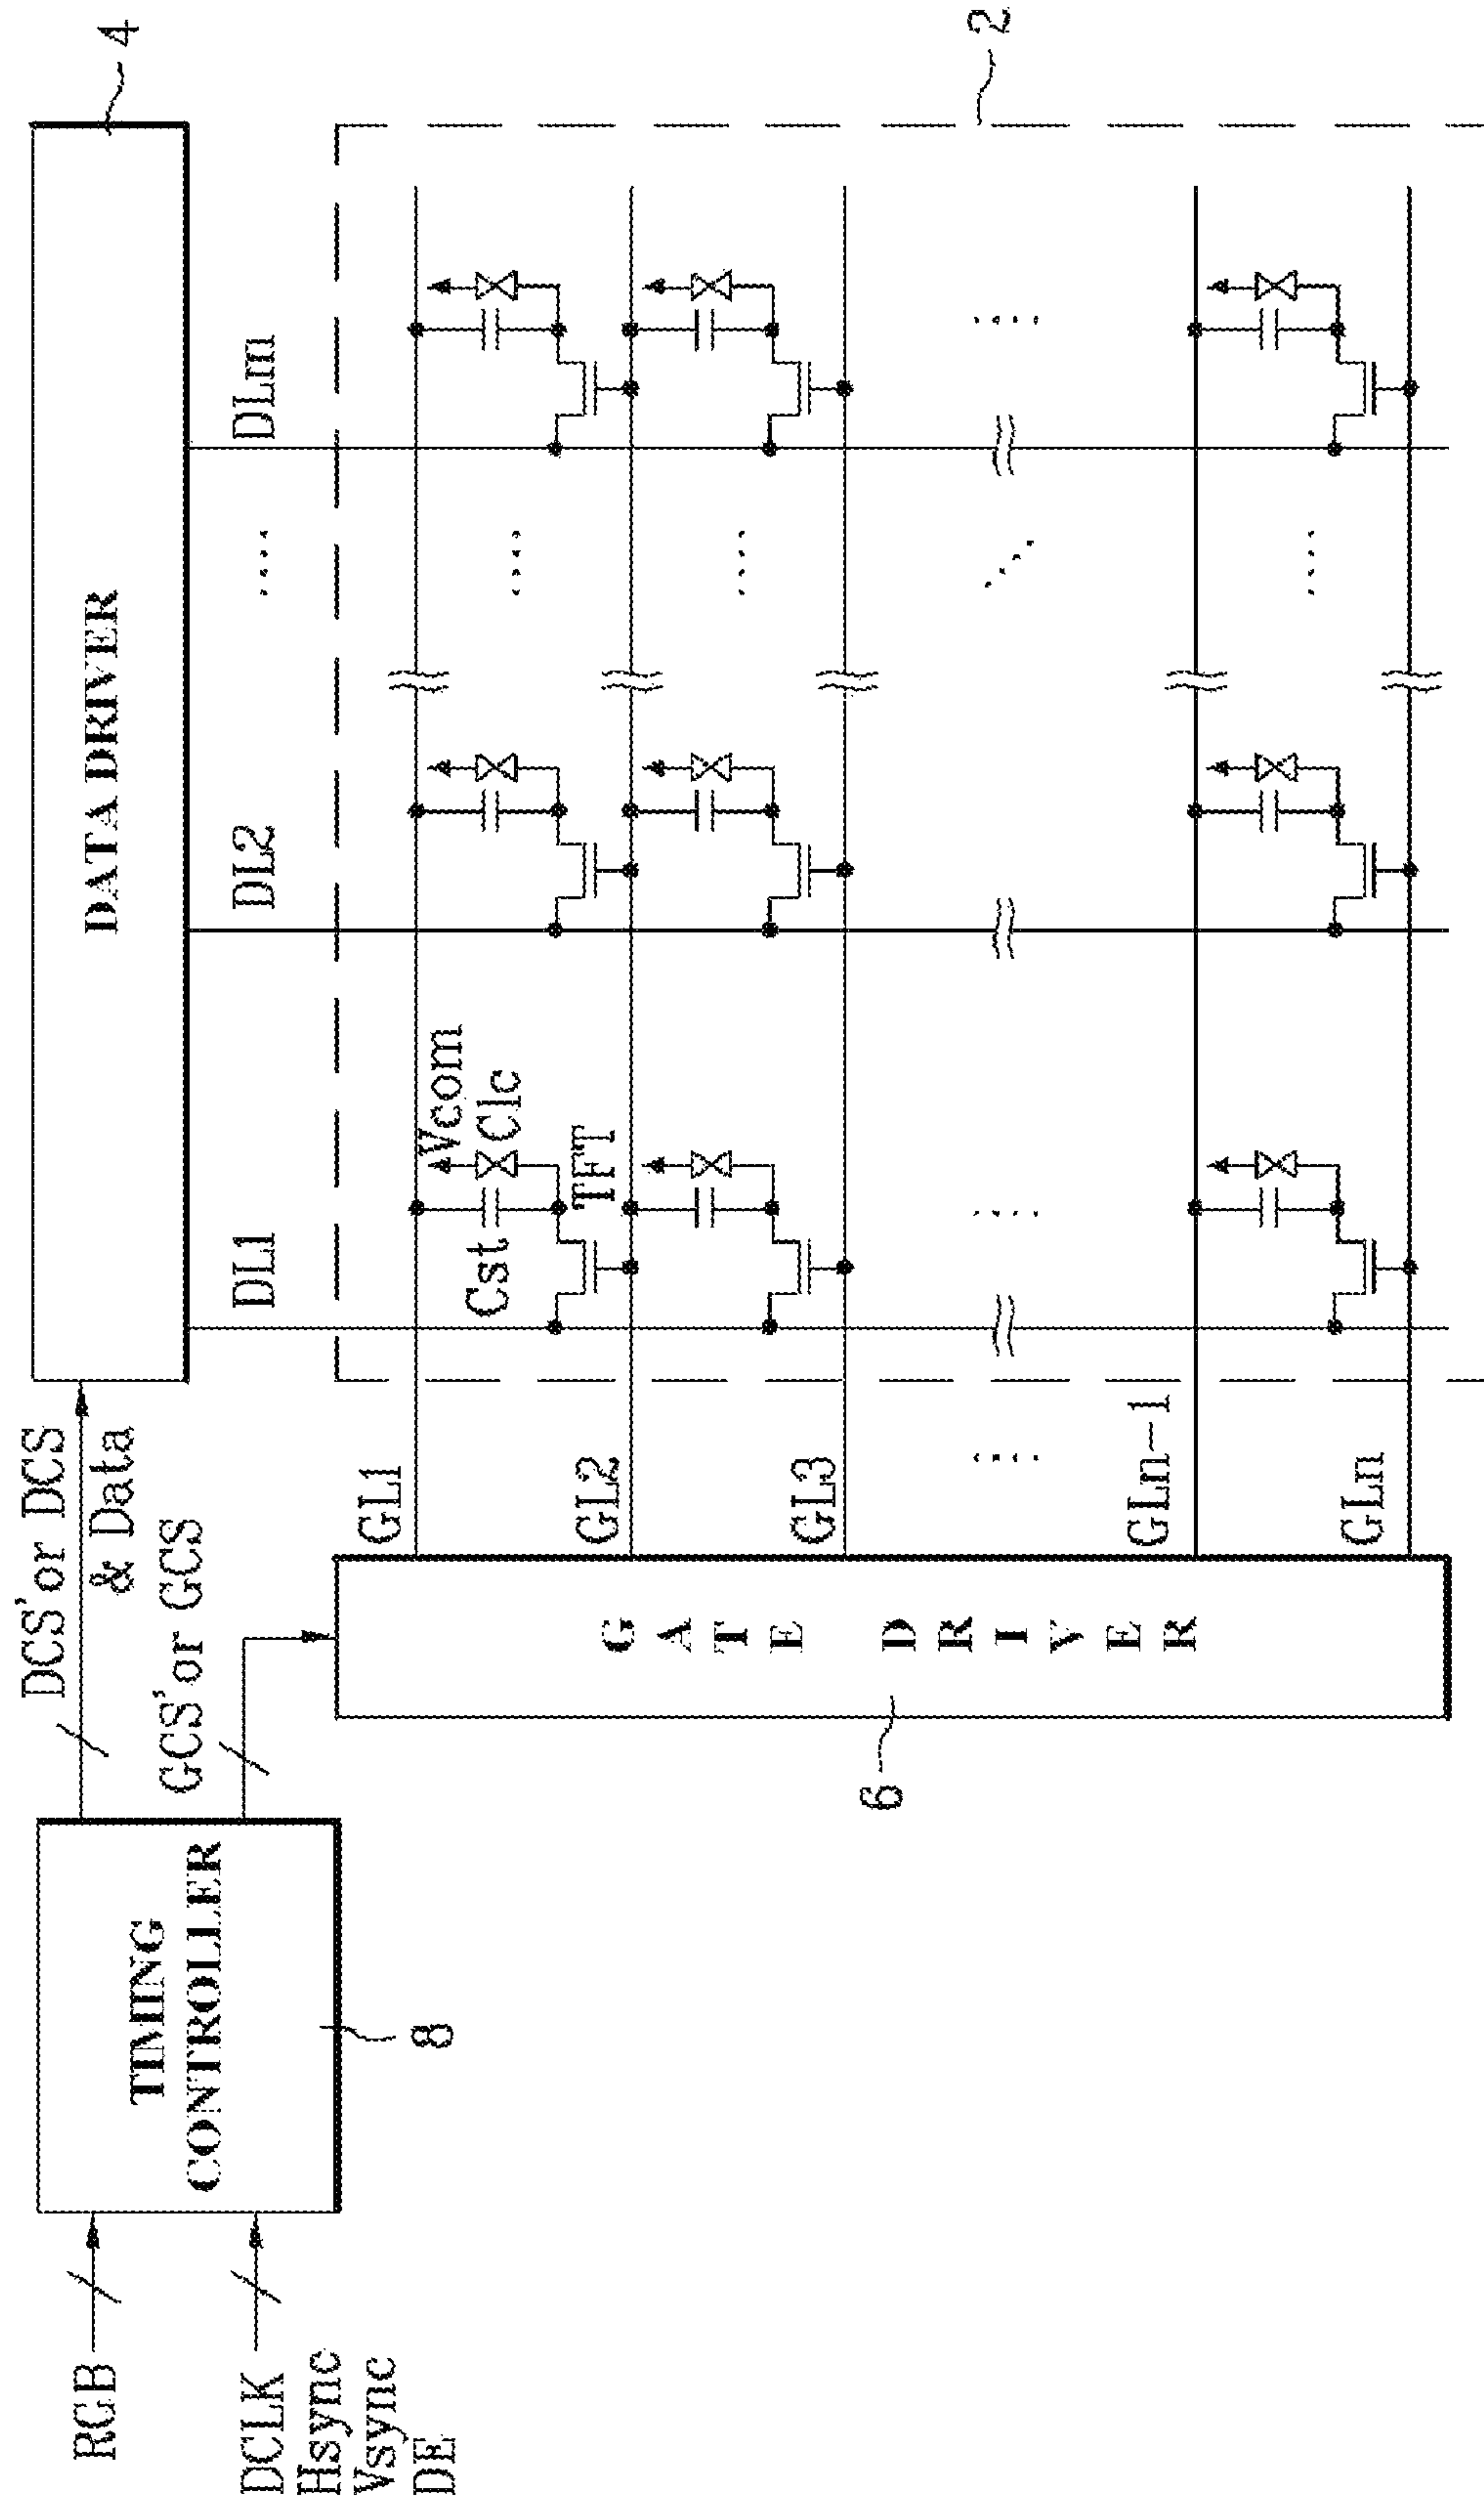 RGB
DCLK
Hsync
Vsync
DE
TIMING
CONTROLLER
8
DCS'or DCS
& Data
GCS'or GCS
DATA DRIVER
4
GATE DRIVER
6
DL1
DL2
....
DLm
2
GL1
GL2
GL3
....
GLn-1
GLn
Vcom
Clc
Cst
TFT